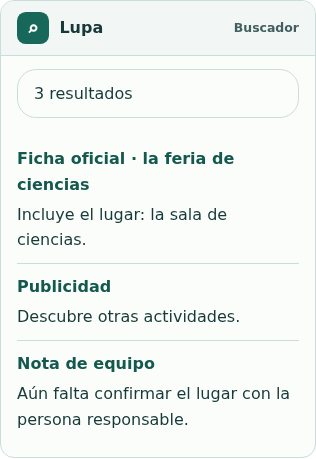 Lupa
Buscador
3 resultados
Ficha oficial · la feria de
ciencias
Incluye el lugar: la sala de
ciencias.
Publicidad
Descubre otras actividades.
Nota de equipo
Aún falta confirmar el lugar con la
persona responsable.